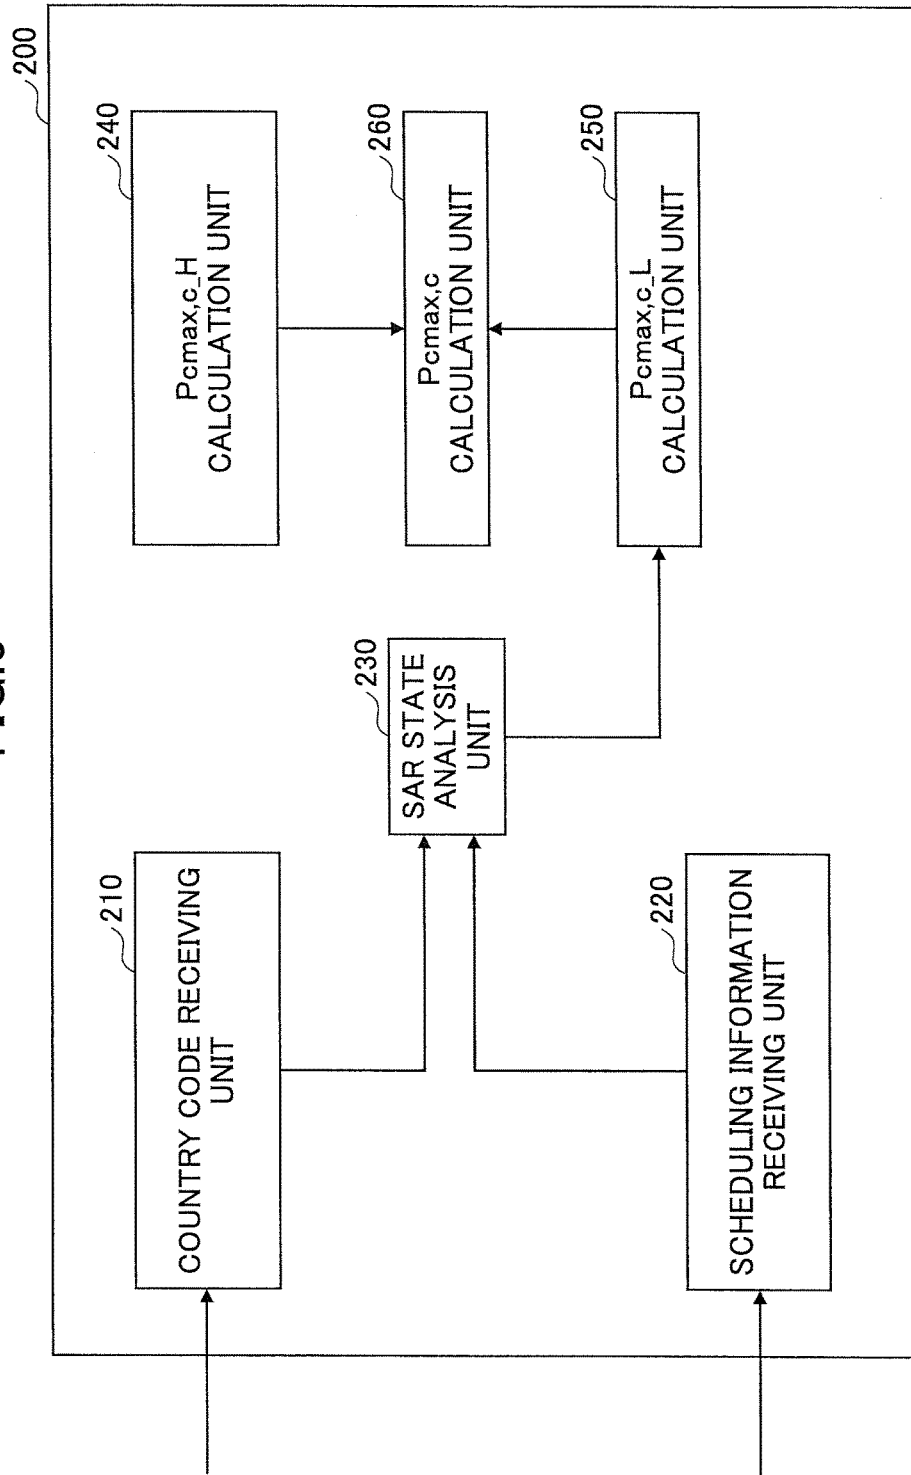 200
210
COUNTRY CODE RECEIVING
UNIT
240
Pcmax,c_H
CALCULATION UNIT
230
SAR STATE
ANALYSIS
UNIT
260
Pcmax,c
CALCULATION UNIT
220
SCHEDULING INFORMATION
RECEIVING UNIT
250
Pcmax,c_L
CALCULATION UNIT